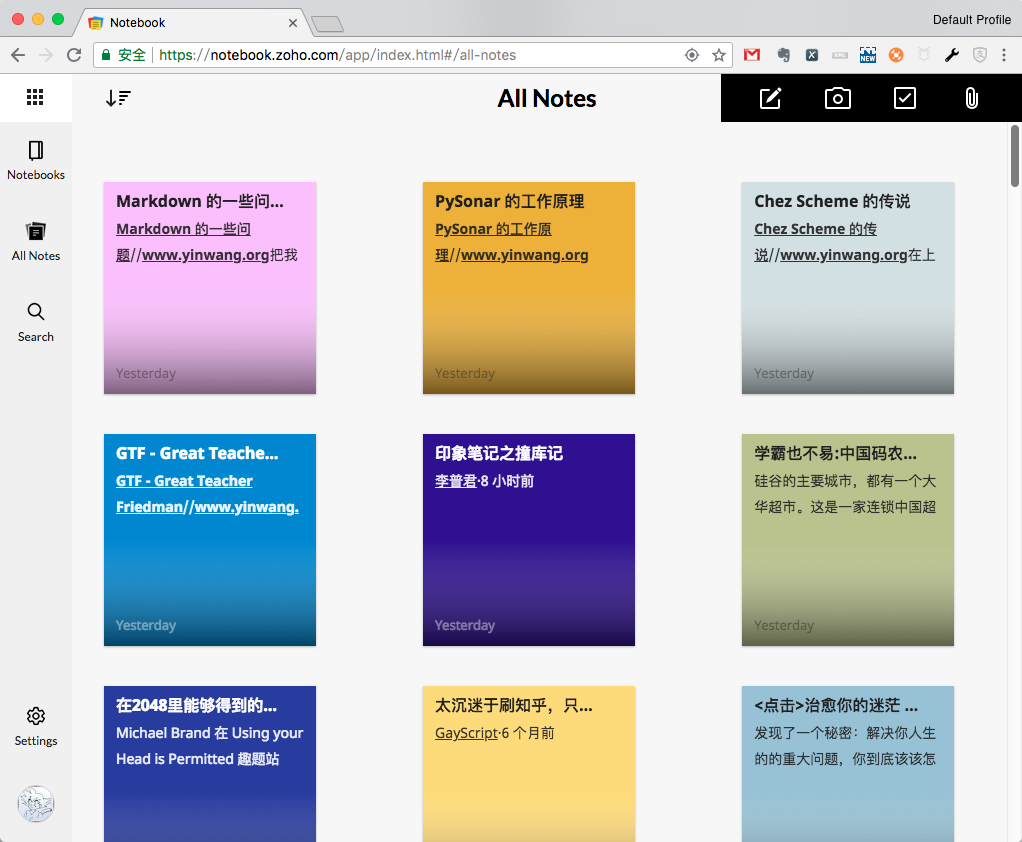 Notebook
Default Profile
安全 https://notebook.zoho.com/app/index.html#/all-notes
NEW
All Notes
Notebooks
All Notes
Search
Settings
Markdown 的一些问...
Markdown 的一些问
题//www.yinwang.org把我
Yesterday
PySonar 的工作原理
PySonar 的工作原
理//www.yinwang.org
Yesterday
Chez Scheme 的传说
Chez Scheme 的传
说//www.yinwang.org在上
Yesterday
GTF - Great Teache...
GTF - Great Teacher
Friedman//www.yinwang.
Yesterday
印象笔记之撞库记
李普君·8 小时前
Yesterday
学霸也不易:中国码农...
硅谷的主要城市，都有一个大
华超市。这是一家连锁中国超
Yesterday
在2048里能够得到的...
Michael Brand 在 Using your
Head is Permitted 趣题站
太沉迷于刷知乎，只...
GayScript·6 个月前
<点击>治愈你的迷茫 ...
发现了一个秘密：解决你人生
的的重大问题，你到底该该怎